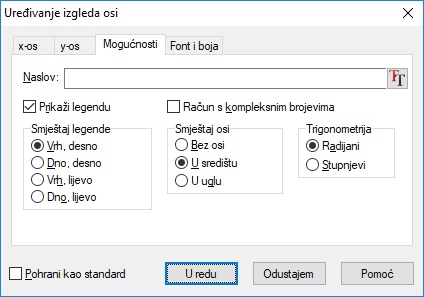 Uređivanje izgleda osi
x-os y-os Mogućnosti Font i boja
Naslov:
Prikaži legendu Račun s kompleksnim brojevima
Smještaj legende Smještaj osi Trigonometrija
Vrh, desno Bez osi Radijani
Dno, desno U središtu Stupnjevi
Vrh, lijevo U uglu
Dno, lijevo
Pohrani kao standard U redu Odustajem Pomoć